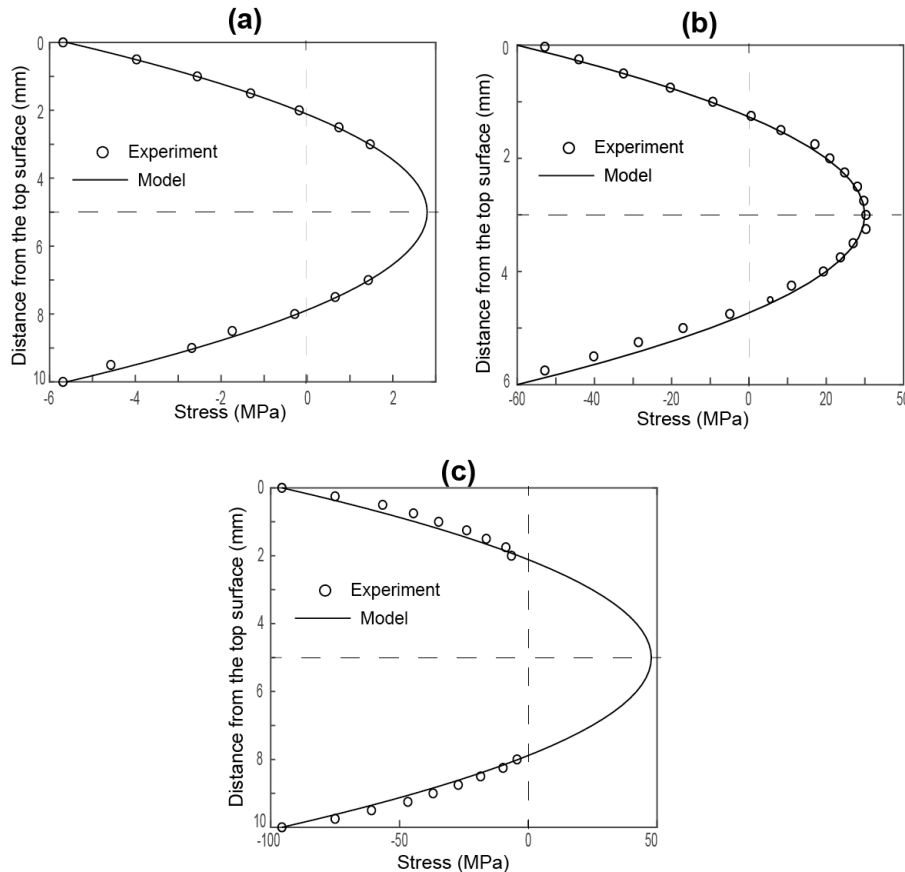 (a)
0
2
4
6
8
10
Distance from the top surface (mm)
Experiment
Model
-6
-4
-2
0
2
Stress (MPa)
(b)
0
2
4
6
Distance from the top surface (mm)
Experiment
Model
-60
-40
-20
0
20
50
Stress (MPa)
(c)
0
2
4
6
8
10
Distance from the top surface (mm)
Experiment
Model
-100
-50
0
50
Stress (MPa)